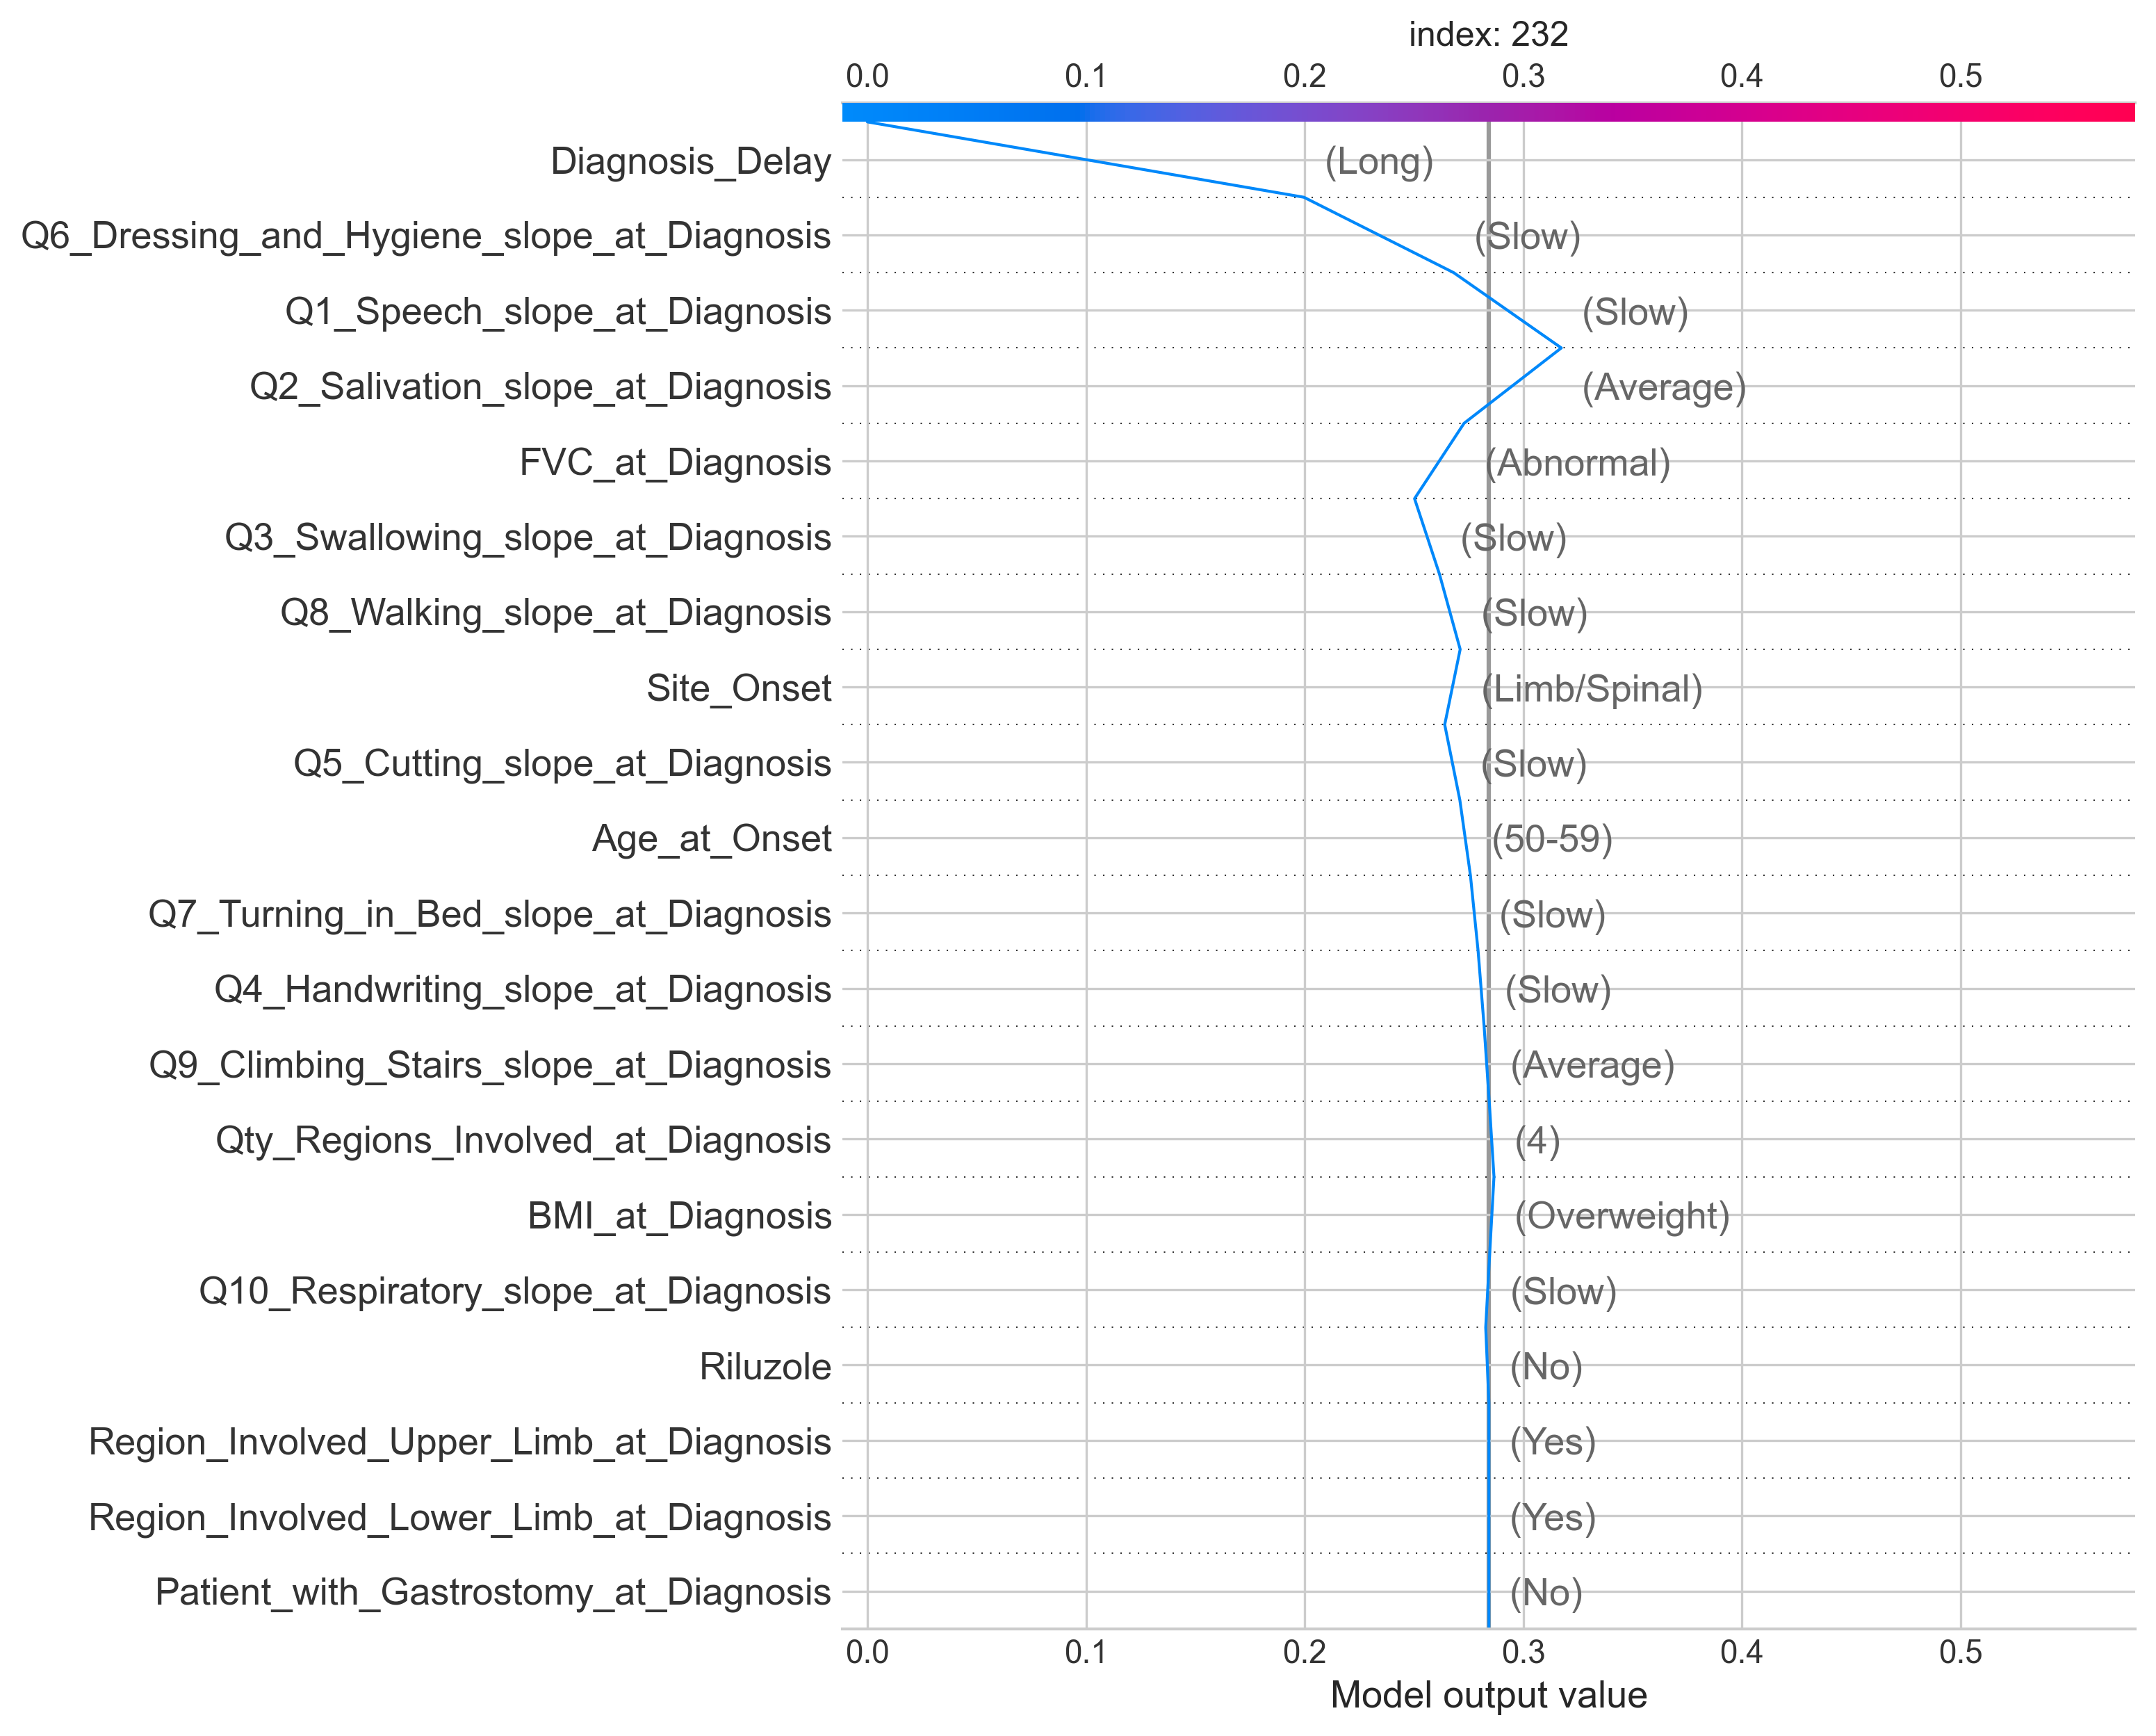 index: 232
0.0 0.1 0.2 0.3 0.4 0.5
Diagnosis_Delay (Long)
Q6_Dressing_and_Hygiene_slope_at_Diagnosis (Slow)
Q1_Speech_slope_at_Diagnosis (Slow)
Q2_Salivation_slope_at_Diagnosis (Average)
FVC_at_Diagnosis (Abnormal)
Q3_Swallowing_slope_at_Diagnosis (Slow)
Q8_Walking_slope_at_Diagnosis (Slow)
Site_Onset (Limb/Spinal)
Q5_Cutting_slope_at_Diagnosis (Slow)
Age_at_Onset (50-59)
Q7_Turning_in_Bed_slope_at_Diagnosis (Slow)
Q4_Handwriting_slope_at_Diagnosis (Slow)
Q9_Climbing_Stairs_slope_at_Diagnosis (Average)
Qty_Regions_Involved_at_Diagnosis (4)
BMI_at_Diagnosis (Overweight)
Q10_Respiratory_slope_at_Diagnosis (Slow)
Riluzole (No)
Region_Involved_Upper_Limb_at_Diagnosis (Yes)
Region_Involved_Lower_Limb_at_Diagnosis (Yes)
Patient_with_Gastrostomy_at_Diagnosis (No)
0.0 0.1 0.2 0.3 0.4 0.5
Model output value